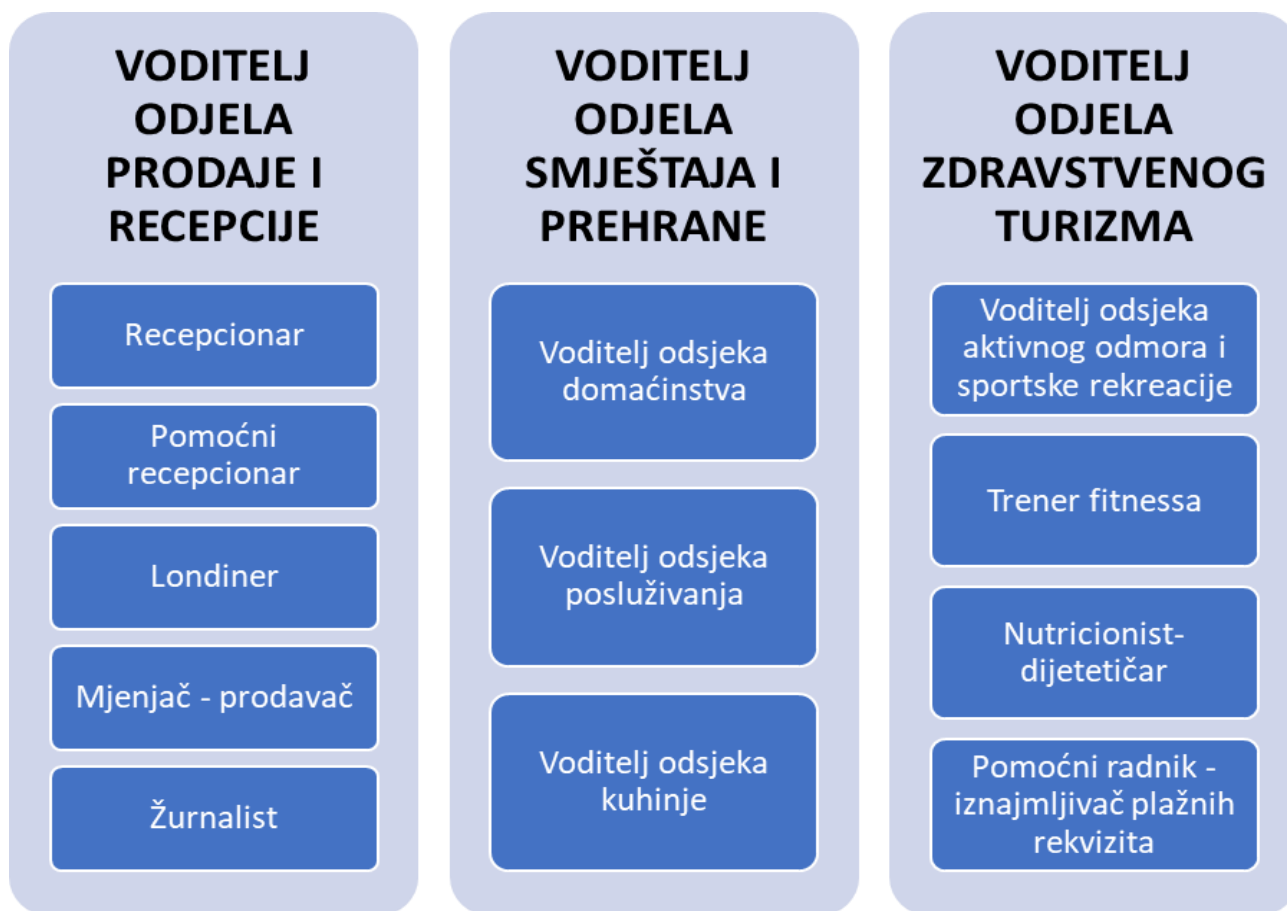 VODITELJ
ODJELA
PRODAJE I
RECEPCIJE
Recepcionar
Pomoćni
recepcionar
Londiner
Mjenjač - prodavač
Žurnalist
VODITELJ
ODJELA
SMJEŠTAJA I
PREHRANE
Voditelj odsjeka
domaćinstva
Voditelj odsjeka
posluživanja
Voditelj odsjeka
kuhinje
VODITELJ
ODJELA
ZDRAVSTVENOG
TURIZMA
Voditelj odsjeka
aktivnog odmora i
sportske rekreacije
Trener fitnessa
Nutricionist-
dijetetičar
Pomoćni radnik -
iznajmljivač plažnih
rekvizita